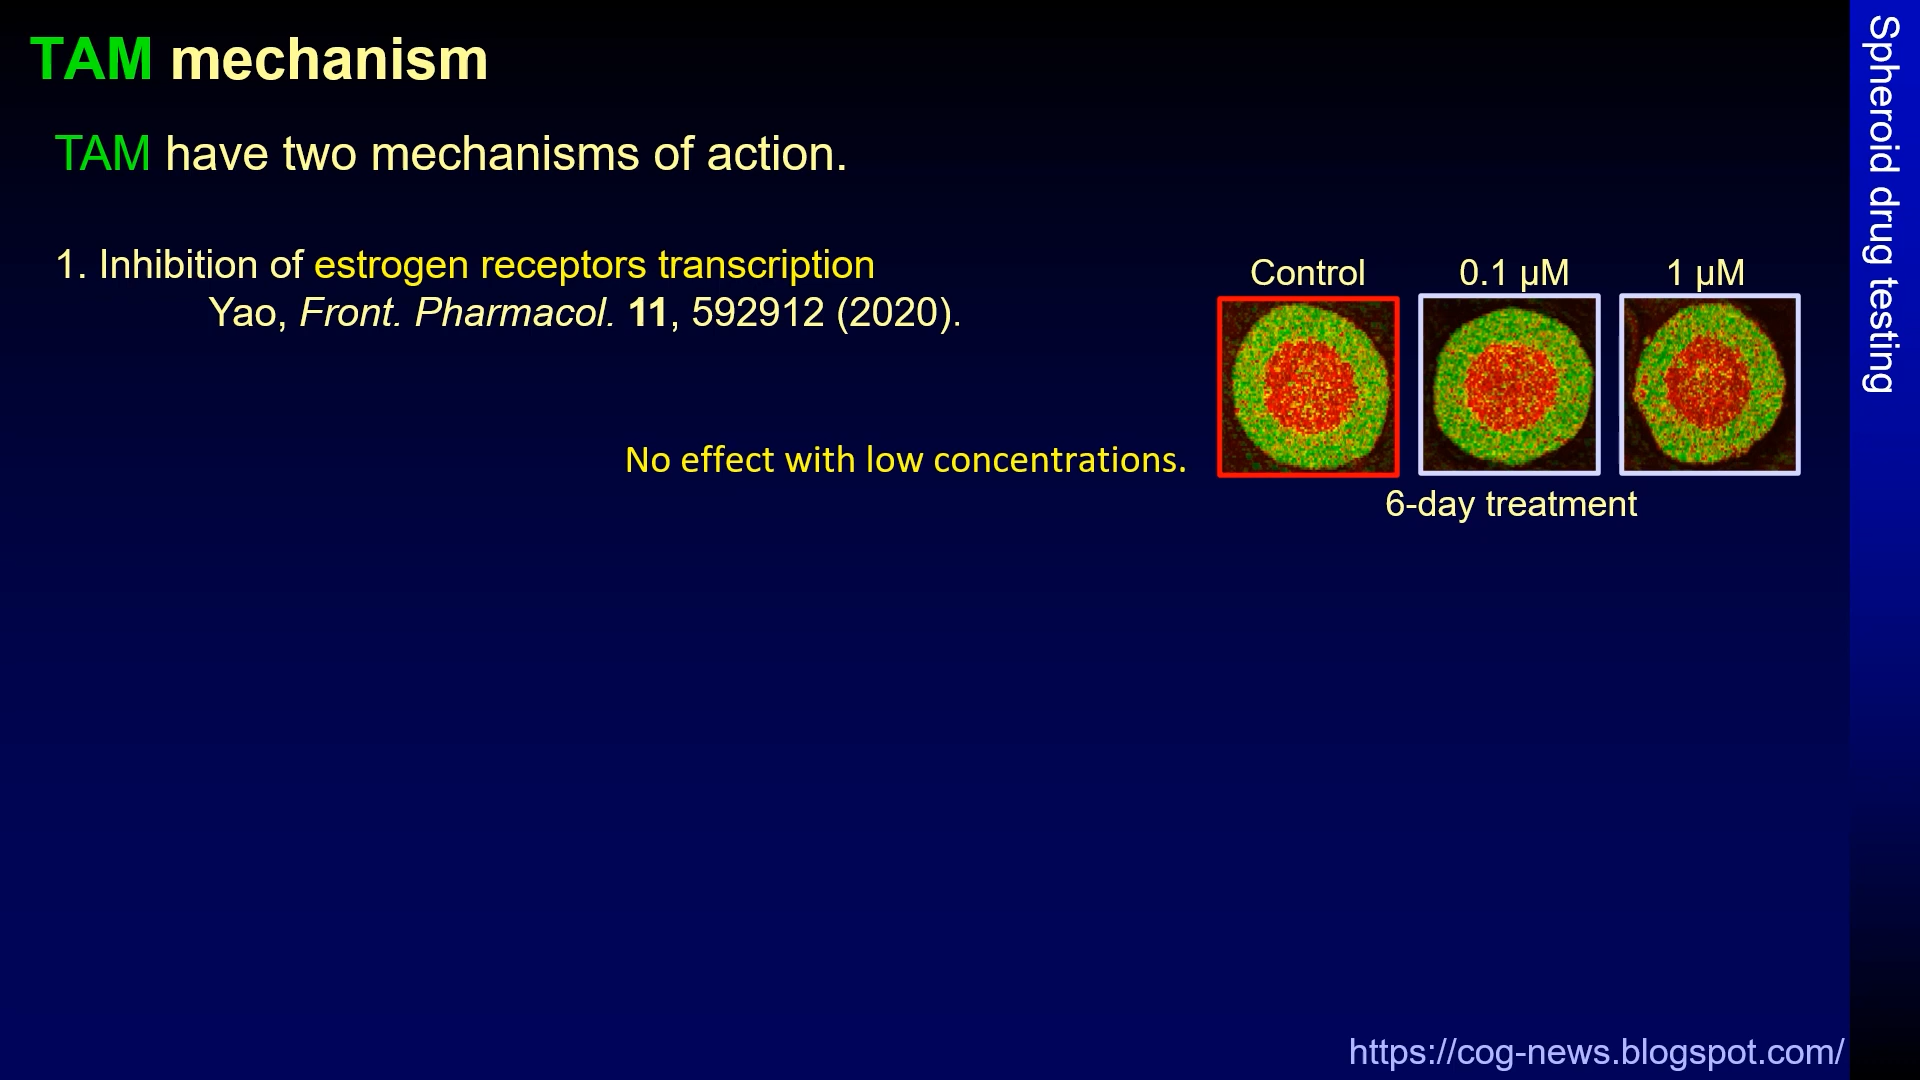 TAM mechanism
TAM have two mechanisms of action.
1. Inhibition of estrogen receptors transcription
Yao, Front. Pharmacol. 11, 592912 (2020).
Control 0.1 µM 1 µM
No effect with low concentrations.
6-day treatment
Spheroid drug testing
https://cog-news.blogspot.com/